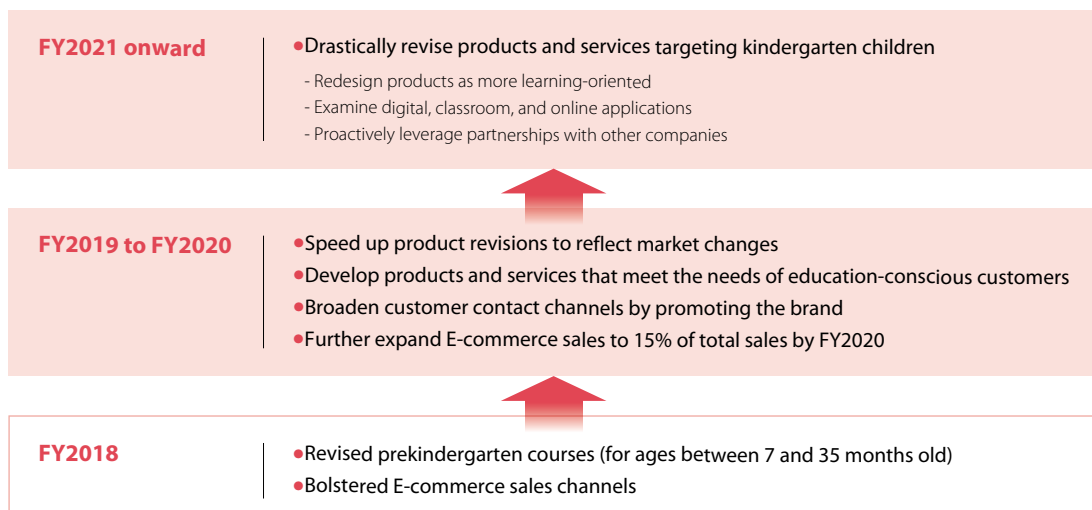 FY2021 onward
●Drastically revise products and services targeting kindergarten children
- Redesign products as more learning-oriented
- Examine digital, classroom, and online applications
- Proactively leverage partnerships with other companies
FY2019 to FY2020
●Speed up product revisions to reflect market changes
●Develop products and services that meet the needs of education-conscious customers
●Broaden customer contact channels by promoting the brand
●Further expand E-commerce sales to 15% of total sales by FY2020
FY2018
●Revised prekindergarten courses (for ages between 7 and 35 months old)
●Bolstered E-commerce sales channels